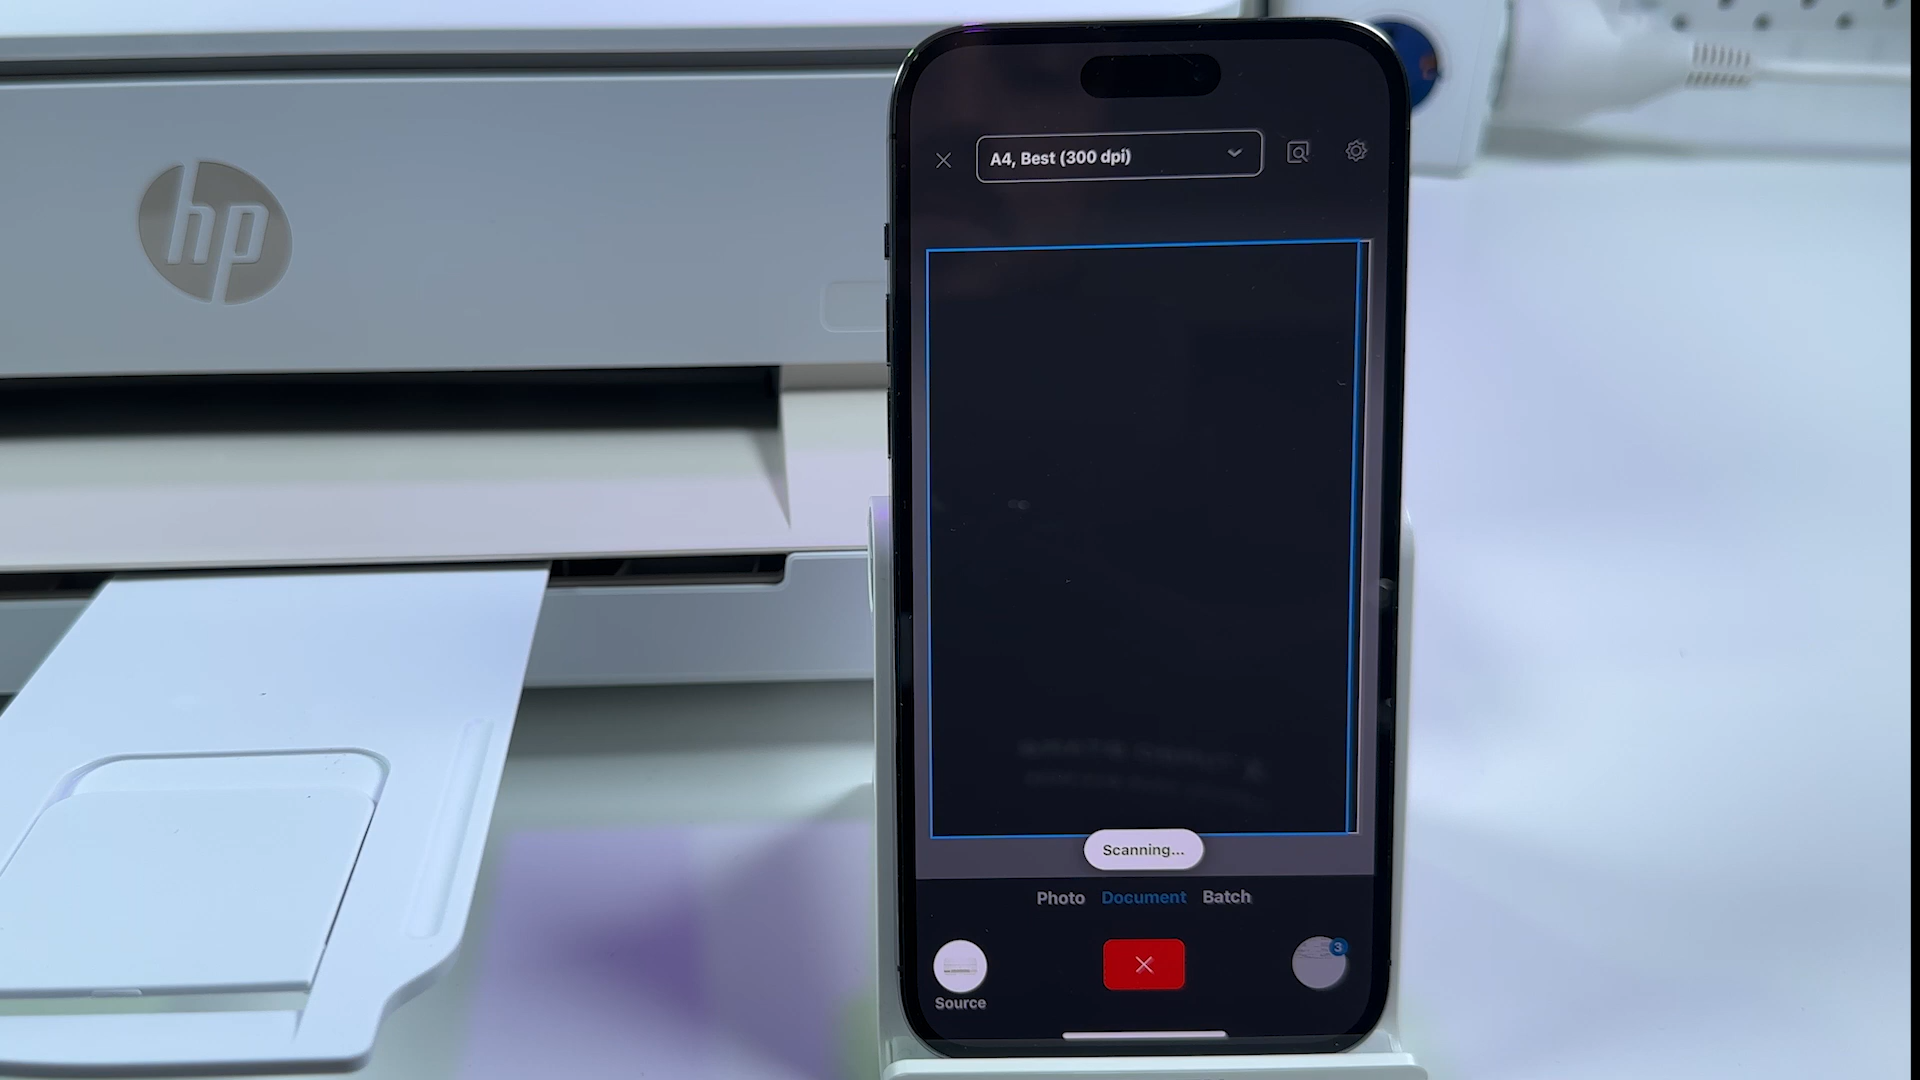 hp
A4, Best (300 dpi)
Scanning...
Photo Document Batch
3
Source